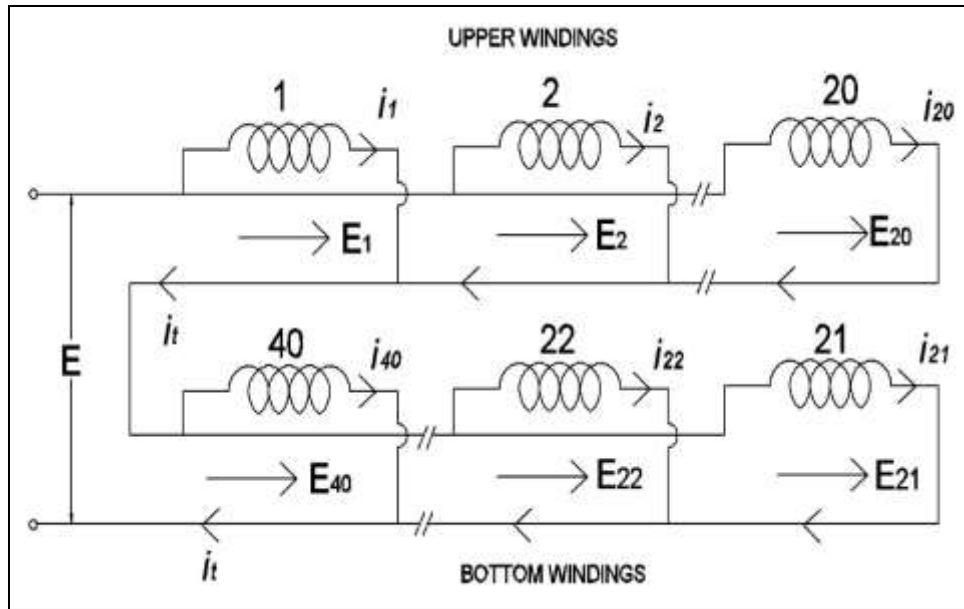 UPPER WINDINGS
1 2 20
i1 i2 i20
E1 E2 E20
it
E
40 22 21
i40 i22 i21
E40 E22 E21
it
BOTTOM WINDINGS